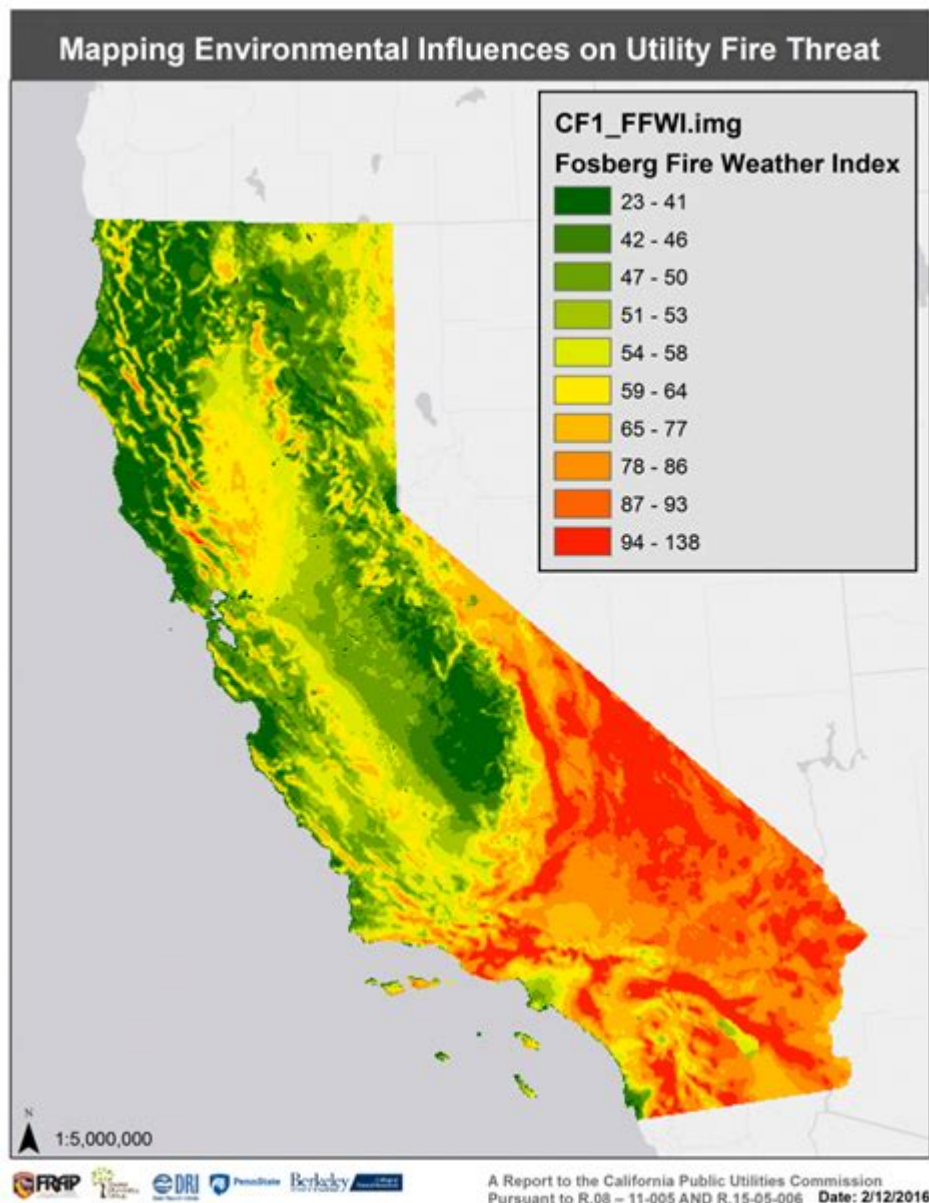 Mapping Environmental Influences on Utility Fire Threat
CF1_FFWI.img
Fosberg Fire Weather Index
23 - 41
42 - 46
47 - 50
51 - 53
54 - 58
59 - 64
65 - 77
78 - 86
87 - 93
94 - 138
N
1:5,000,000
FRAP
DRI
PennState
Berkeley
A Report to the California Public Utilities Commission
Pursuant to R.08 – 11-005 AND R.15-05-006 Date: 2/12/2016